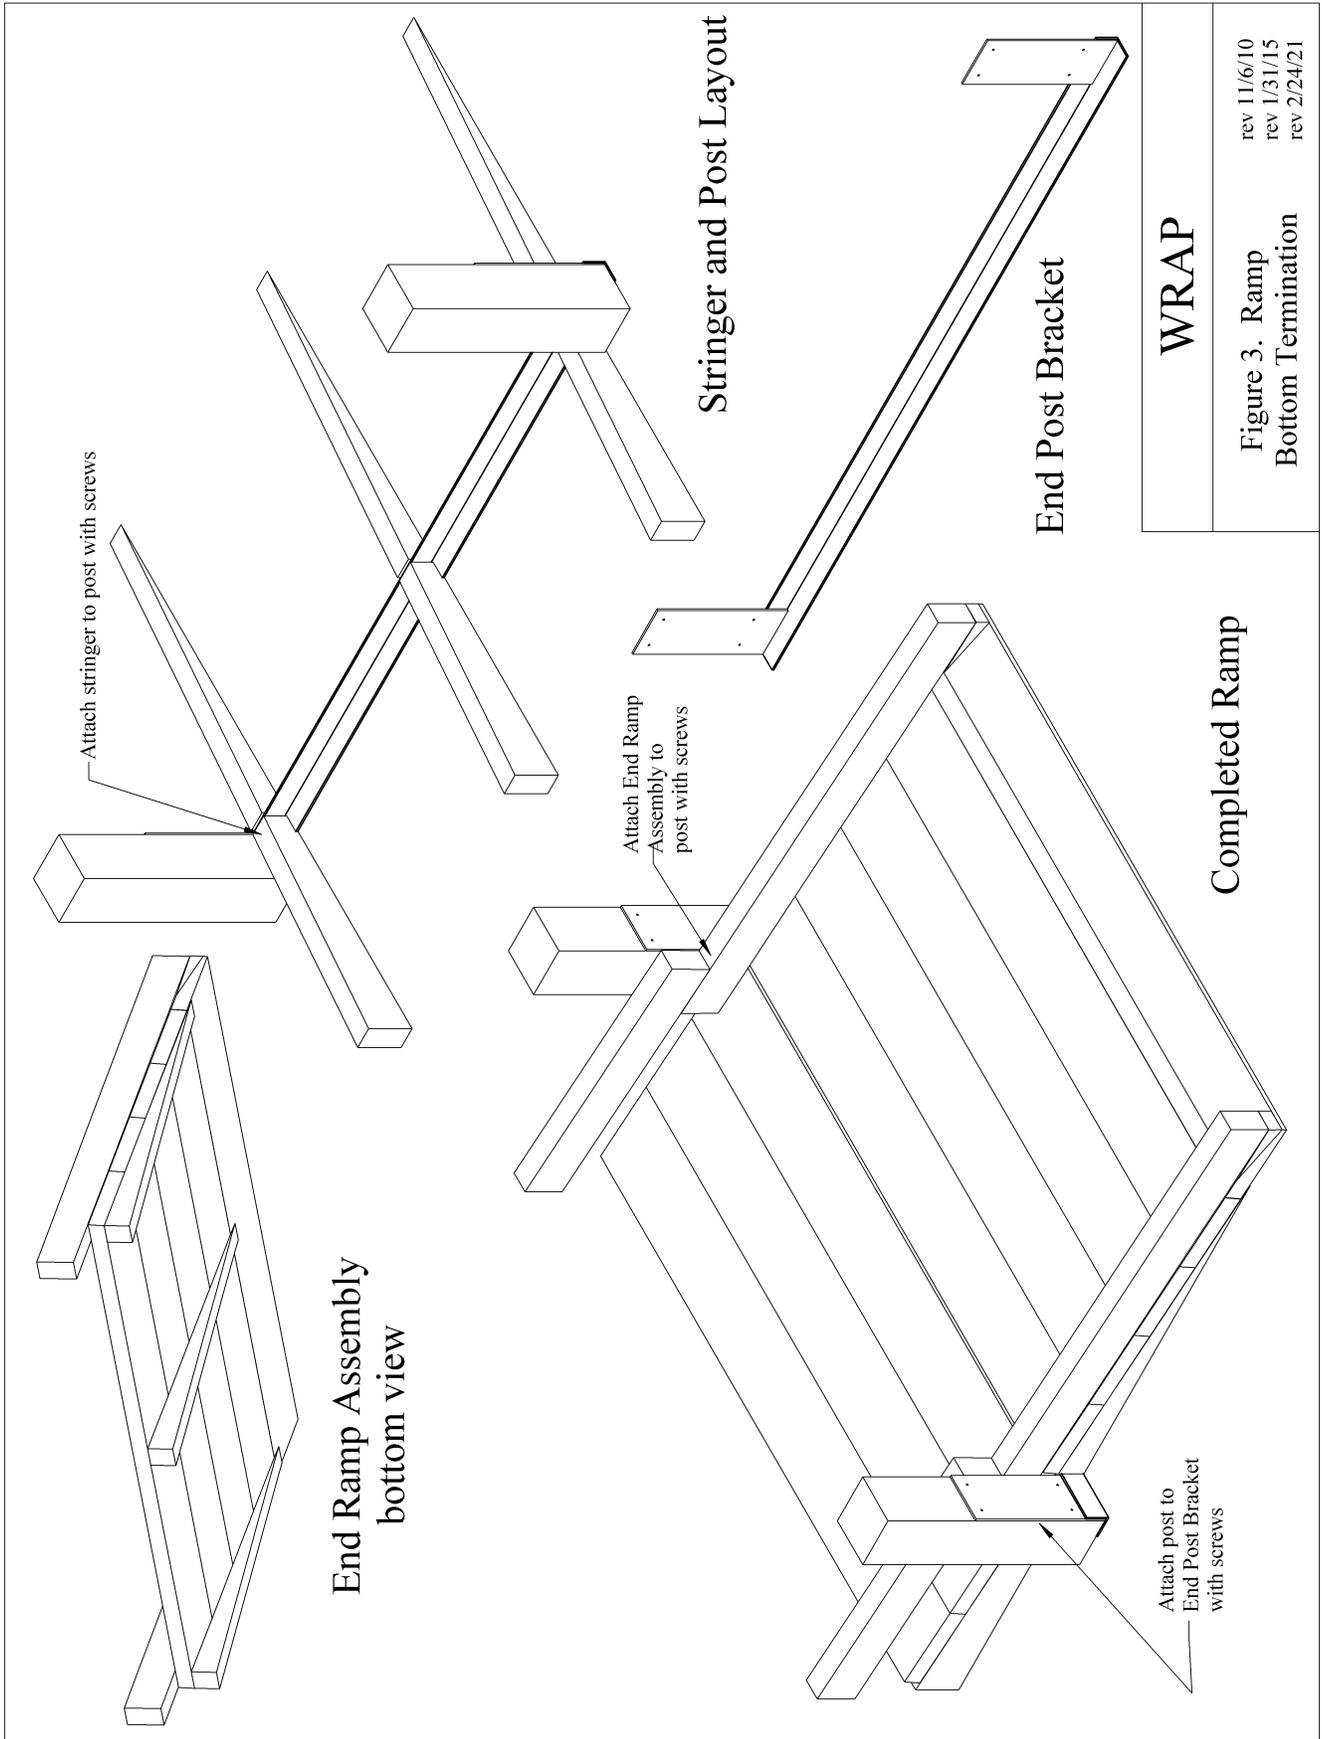 End Ramp Assembly
bottom view
Attach stringer to post with screws
Stringer and Post Layout
Attach End Ramp
Assembly to
post with screws
End Post Bracket
Completed Ramp
Attach post to
End Post Bracket
with screws
WRAP
Figure 3. Ramp
Bottom Termination
rev 11/6/10
rev 1/31/15
rev 2/24/21